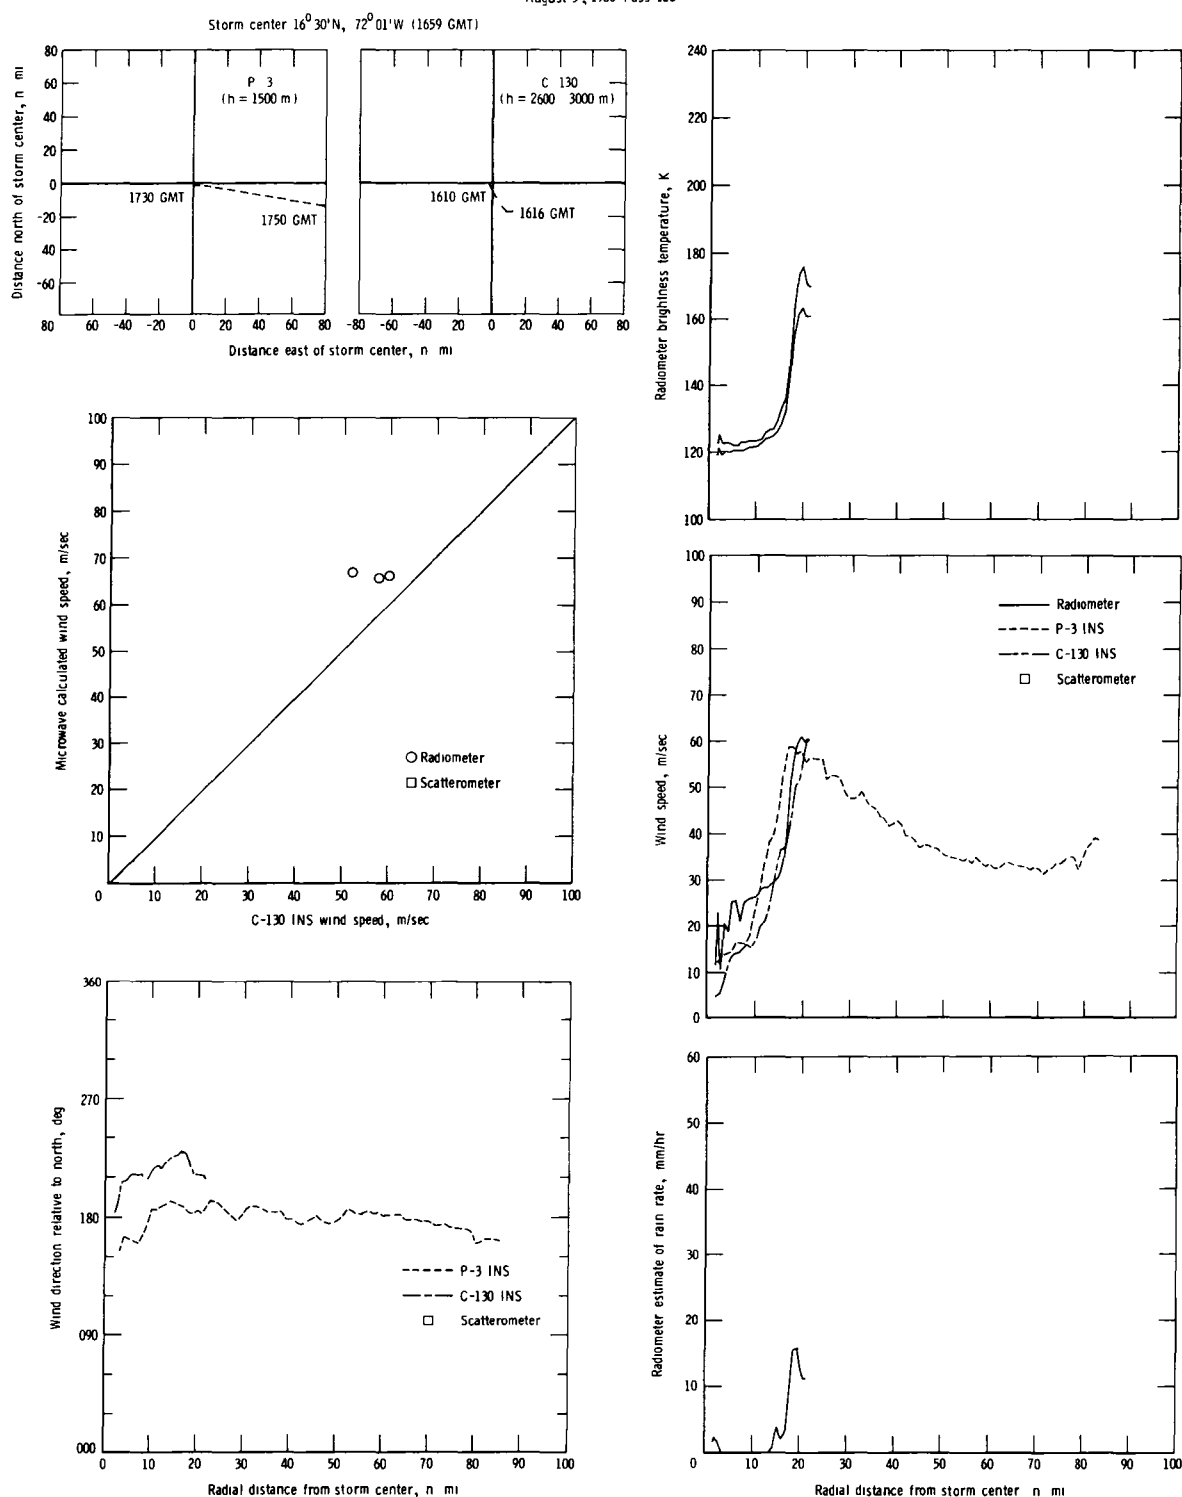 Storm center 16° 30'N, 72° 01'W (1659 GMT)
80
60
40
20
0
-20
-40
-60
Distance north of storm center, n mi
P 3
(h = 1500 m)
1730 GMT
1750 GMT
80 60 -40 -20 0 20 40 60 80
C 130
(h = 2600 3000 m)
1610 GMT
1616 GMT
-80 60 -40 -20 0 20 40 60 80
Distance east of storm center, n mi
240
220
200
180
160
140
120
100
Radiometer brightness temperature, K
100
90
80
70
60
50
40
30
20
10
0 10 20 30 40 50 60 70 80 90 100
Microwave calculated wind speed, m/sec
Radiometer
Scatterometer
C-130 INS wind speed, m/sec
100
90
80
70
60
50
40
30
20
10
0
Wind speed, m/sec
Radiometer
P-3 INS
C-130 INS
Scatterometer
360
270
180
090
000
Wind direction relative to north, deg
P-3 INS
C-130 INS
Scatterometer
0 10 20 30 40 50 60 70 80 90 100
Radial distance from storm center, n mi
60
50
40
30
20
10
0
Radiometer estimate of rain rate, mm/hr
10 20 30 40 50 60 70 80 90 100
Radial distance from storm center n mi